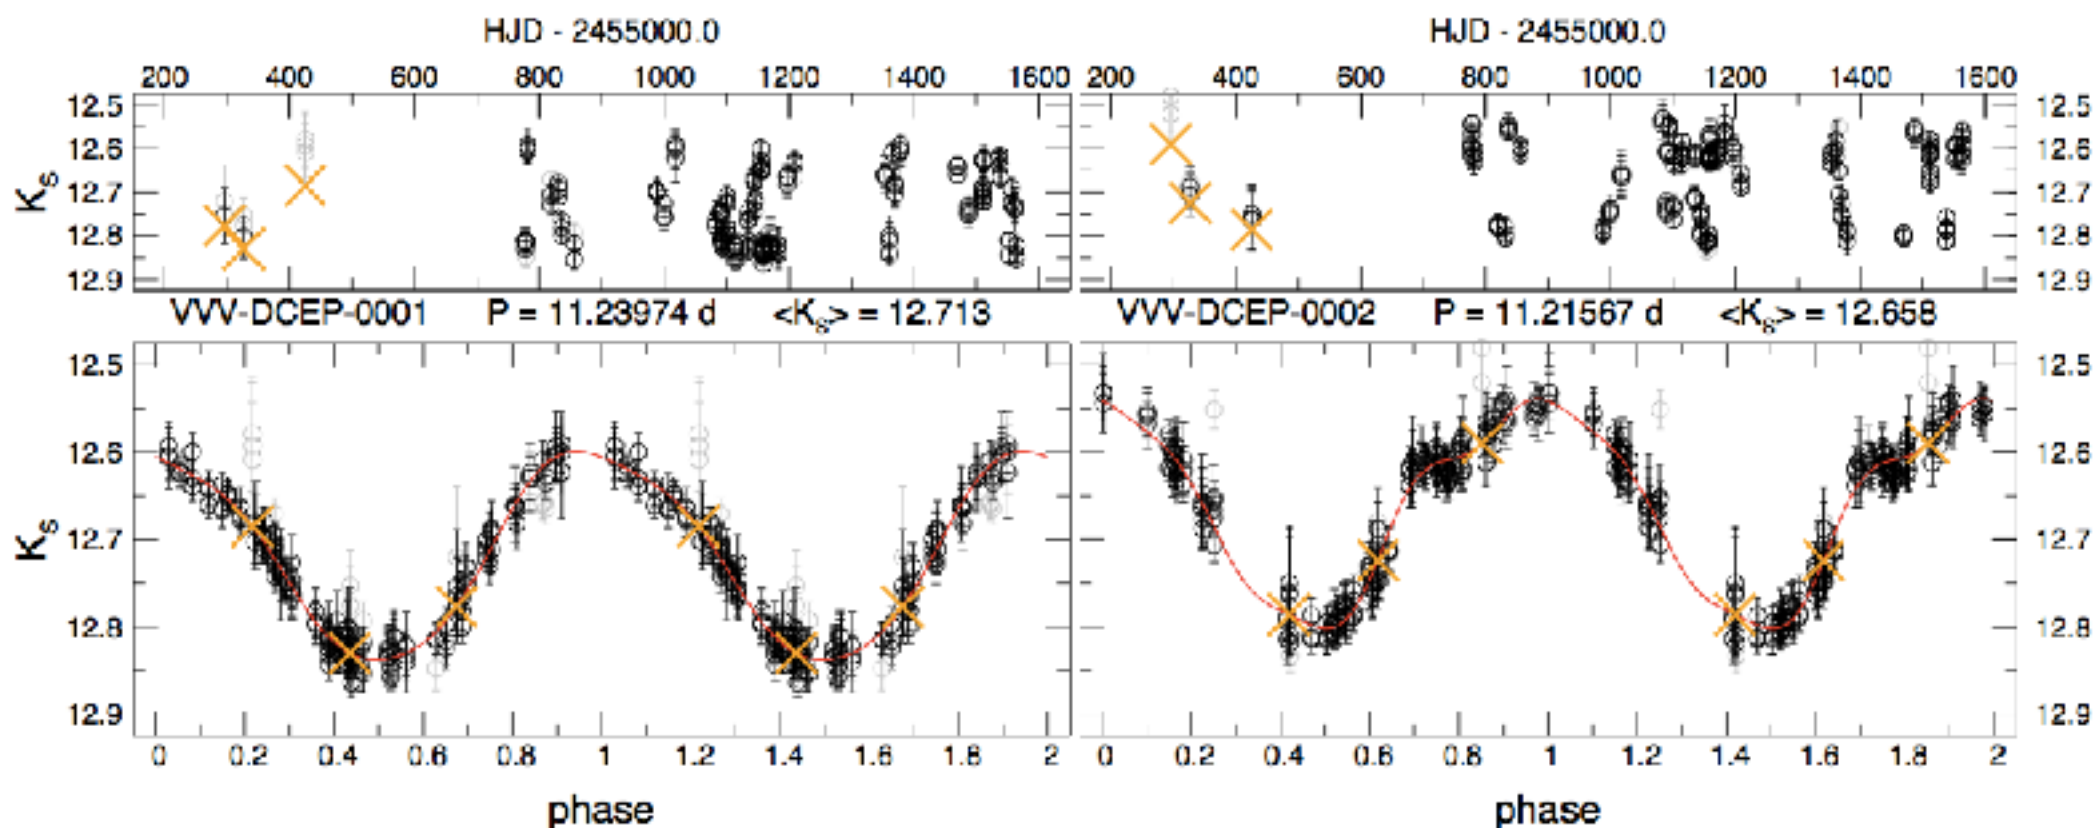 HJD - 2455000.0 HJD - 2455000.0
200 400 600 800 1000 1200 1400 1600 200 400 600 800 1000 1200 1400 1600
12.5 12.5
12.6 12.6
K_s 12.7 12.7
12.8 12.8
12.9 12.9
VVV-DCEP-0001 P = 11.23974 d <K_s> = 12.713 VVV-DCEP-0002 P = 11.21567 d <K_s> = 12.658
12.5 12.5
12.6 12.6
K_s 12.7 12.7
12.8 12.8
12.9 12.9
0 0.2 0.4 0.6 0.8 1 1.2 1.4 1.6 1.8 2 0 0.2 0.4 0.6 0.8 1 1.2 1.4 1.6 1.8 2
phase phase